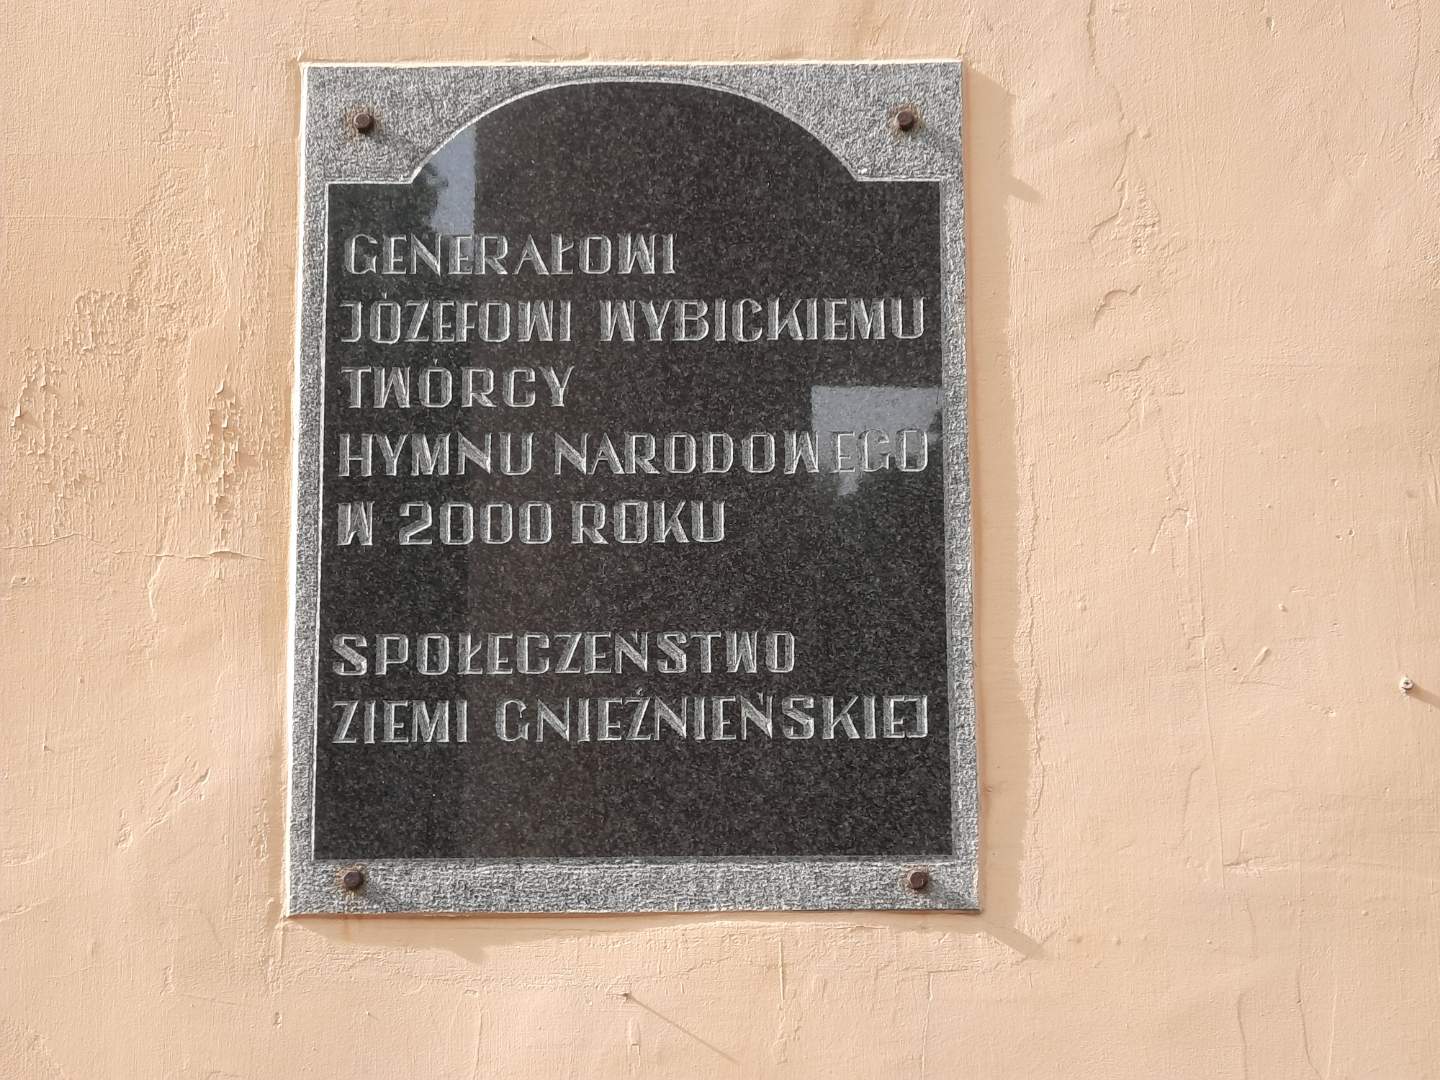 GENERAŁOWI
JÓZEFOWI WYBICKIEMU
TWÓRCY
HYMNU NARODOWEGO
W 2000 ROKU
SPOŁECZEŃSTWO
ZIEMI GNIEŹNIEŃSKIEJ